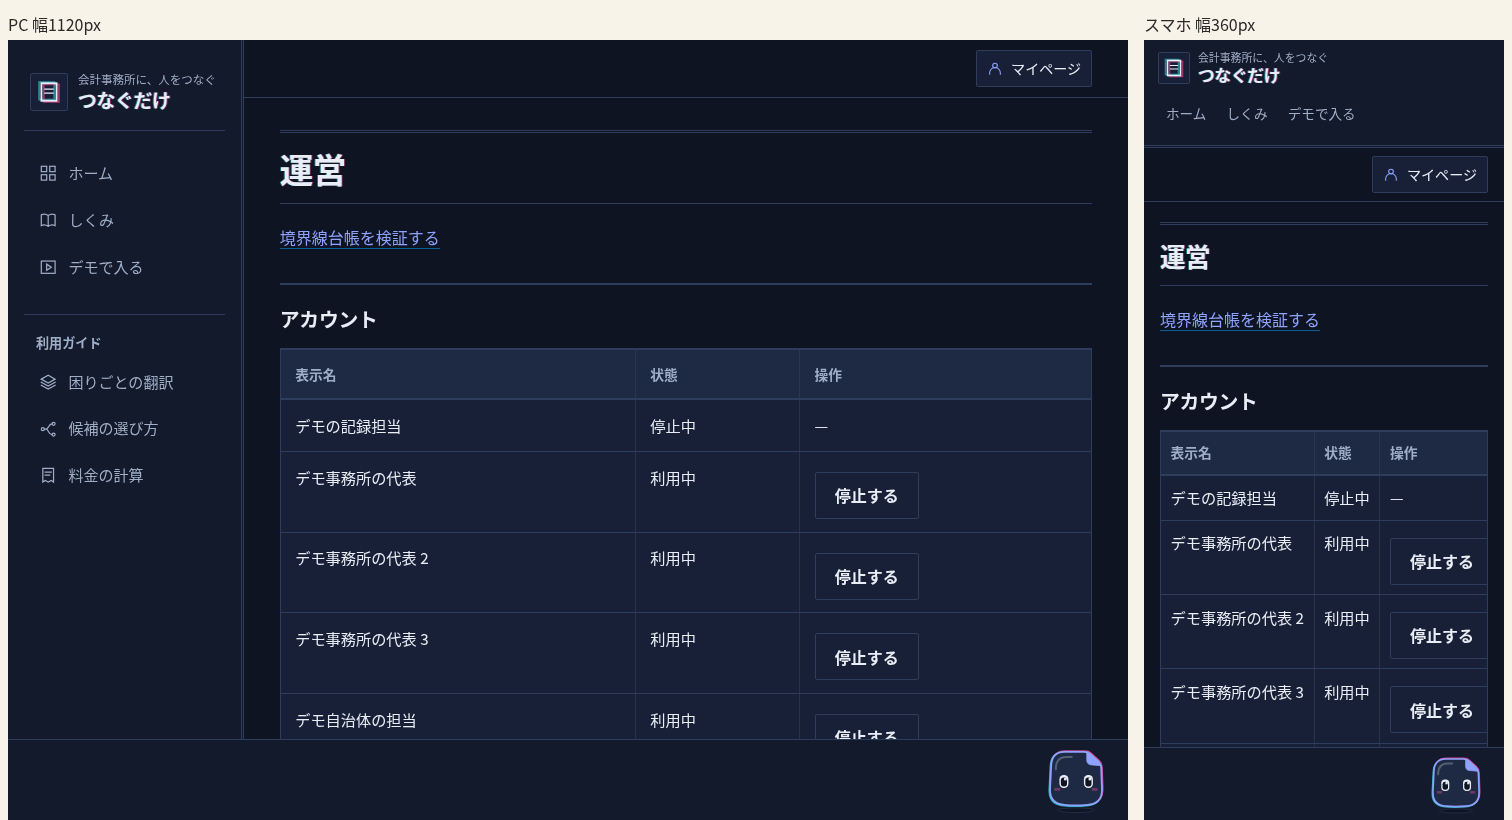 PC 幅1120px
会計事務所に、人をつなぐ
つなぐだけ
ホーム
しくみ
デモで入る
利用ガイド
困りごとの翻訳
候補の選び方
料金の計算
マイページ
運営
境界線台帳を検証する
アカウント
表示名 状態 操作
デモの記録担当 停止中 —
デモ事務所の代表 利用中 停止する
デモ事務所の代表 2 利用中 停止する
デモ事務所の代表 3 利用中 停止する
デモ自治体の担当 利用中 停止する
スマホ 幅360px
会計事務所に、人をつなぐ
つなぐだけ
ホーム しくみ デモで入る
マイページ
運営
境界線台帳を検証する
アカウント
表示名 状態 操作
デモの記録担当 停止中 —
デモ事務所の代表 利用中 停止する
デモ事務所の代表 2 利用中 停止する
デモ事務所の代表 3 利用中 停止する